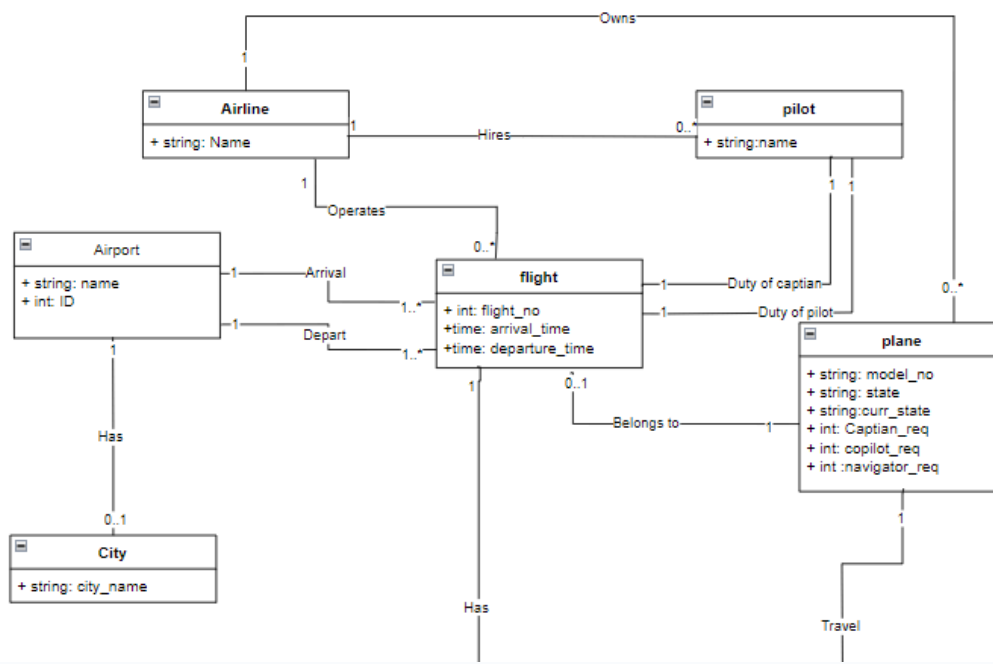 Owns
1
Airline
+ string: Name
pilot
+ string:name
1
Hires
0..*
1
Operates
0..*
1
1
Airport
+ string: name
+ int: ID
1
Arrival
1..*
1
Depart
1..*
flight
+ int: flight_no
+time: arrival_time
+time: departure_time
1
Duty of captian
1
Duty of pilot
0..*
plane
+ string: model_no
+ string: state
+ string:curr_state
+ int: Captian_req
+ int: copilot_req
+ int :navigator_req
1
Has
0..1
City
+ string: city_name
0..1
Belongs to
1
1
Has
1
Travel